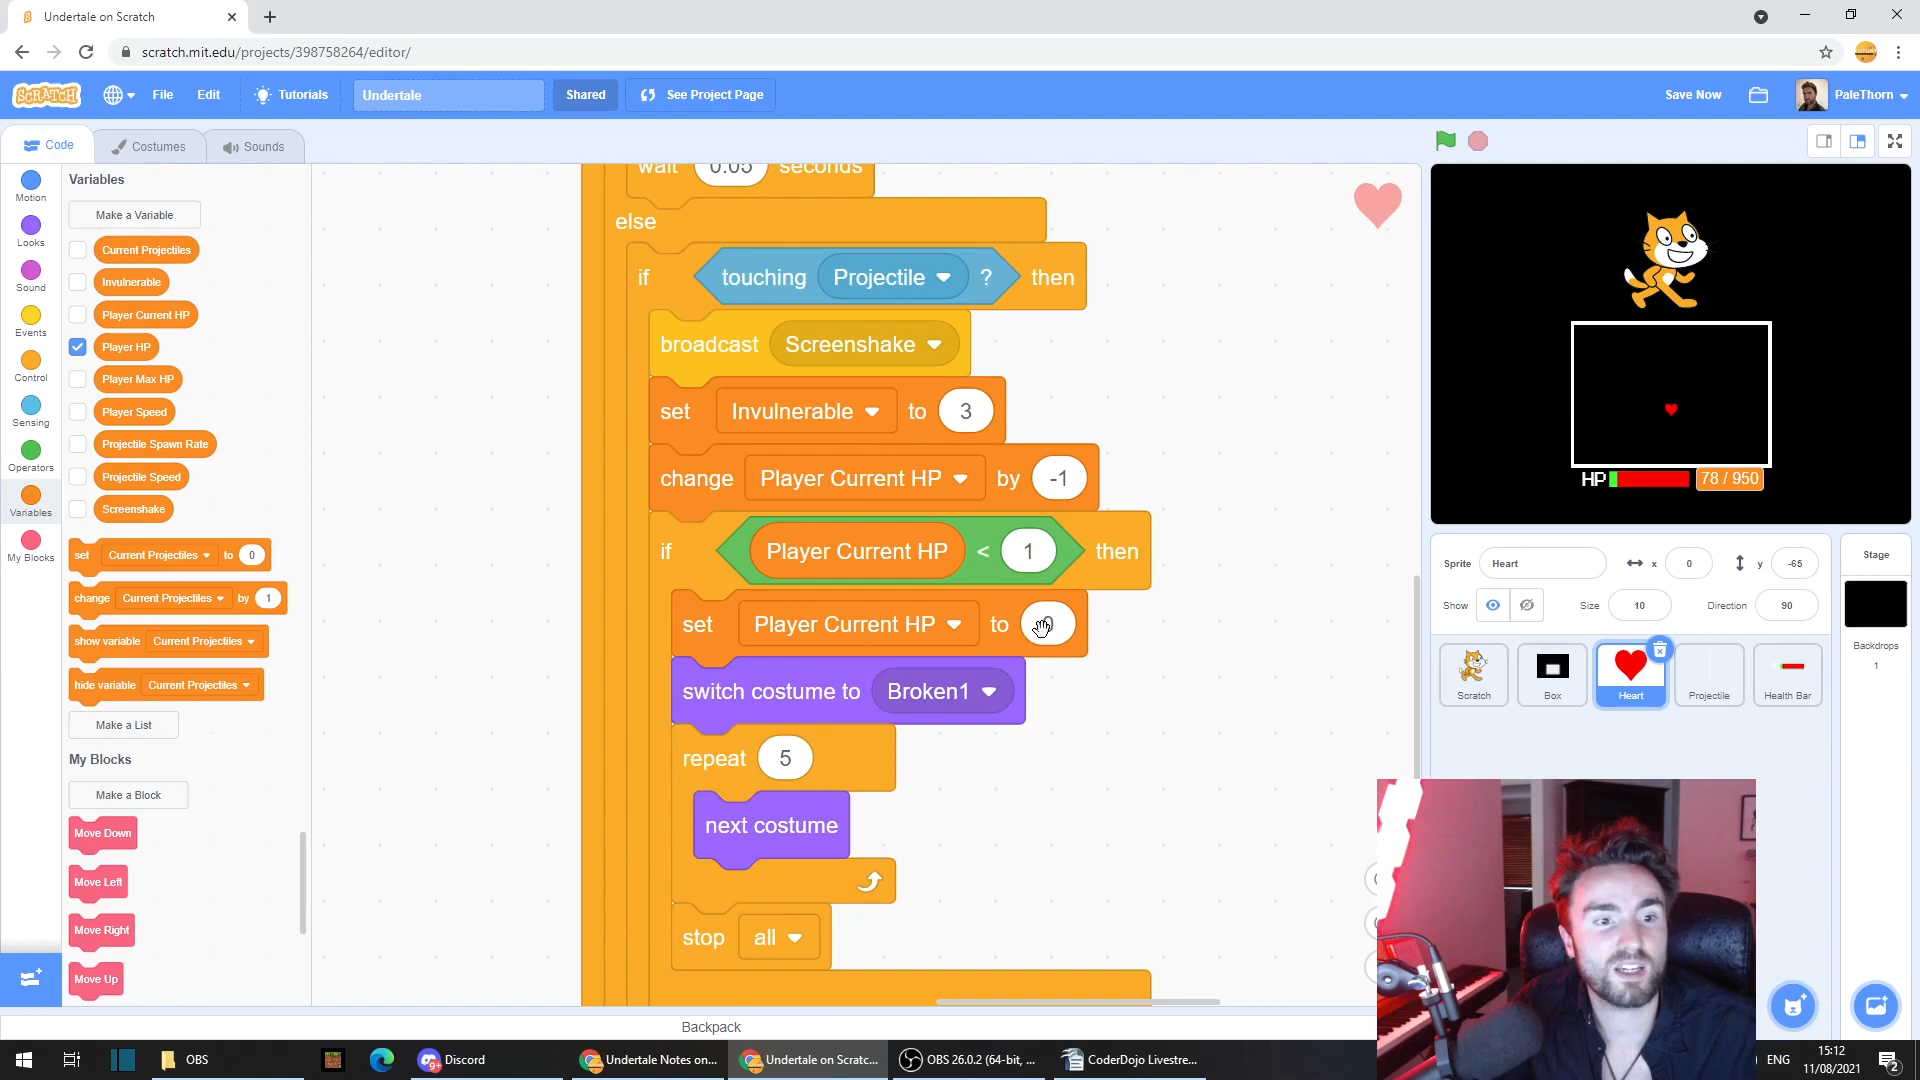 Undertale on Scratch
scratch.mit.edu/projects/398758264/editor/
SCRATCH
File
Edit
Tutorials
Undertale
Shared
See Project Page
Save Now
PaleThorn
Code
Costumes
Sounds
Motion
Looks
Sound
Events
Control
Sensing
Operators
Variables
My Blocks
Variables
Make a Variable
Current Projectiles
Invulnerable
Player Current HP
Player HP
Player Max HP
Player Speed
Projectile Spawn Rate
Projectile Speed
Screenshake
set Current Projectiles to 0
change Current Projectiles by 1
show variable Current Projectiles
hide variable Current Projectiles
Make a List
My Blocks
Make a Block
Move Down
Move Left
Move Right
Move Up
wait 0.05 seconds
else
if touching Projectile ? then
broadcast Screenshake
set Invulnerable to 3
change Player Current HP by -1
if Player Current HP < 1 then
set Player Current HP to 0
switch costume to Broken1
repeat 5
next costume
stop all
HP
78 / 950
Sprite Heart x 0 y -65
Show Size 10 Direction 90
Scratch
Box
Heart
Projectile
Health Bar
Stage
Backdrops
1
Backpack
OBS
9+
Discord
Undertale Notes on...
Undertale on Scratc...
OBS 26.0.2 (64-bit, ...
CoderDojo Livestre...
ENG
15:12
11/08/2021
2